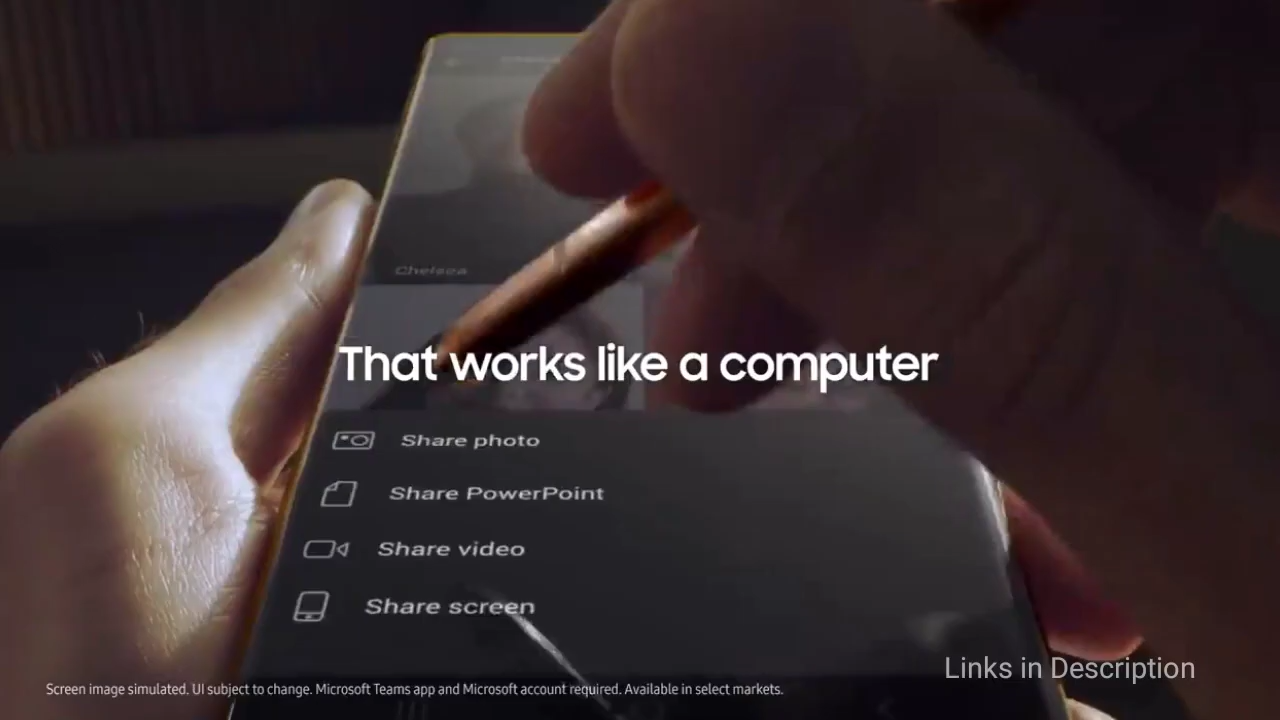 Chelsea
That works like a computer
Share photo
Share PowerPoint
Share video
Share screen
Links in Description
Screen image simulated. UI subject to change. Microsoft Teams app and Microsoft account required. Available in select markets.